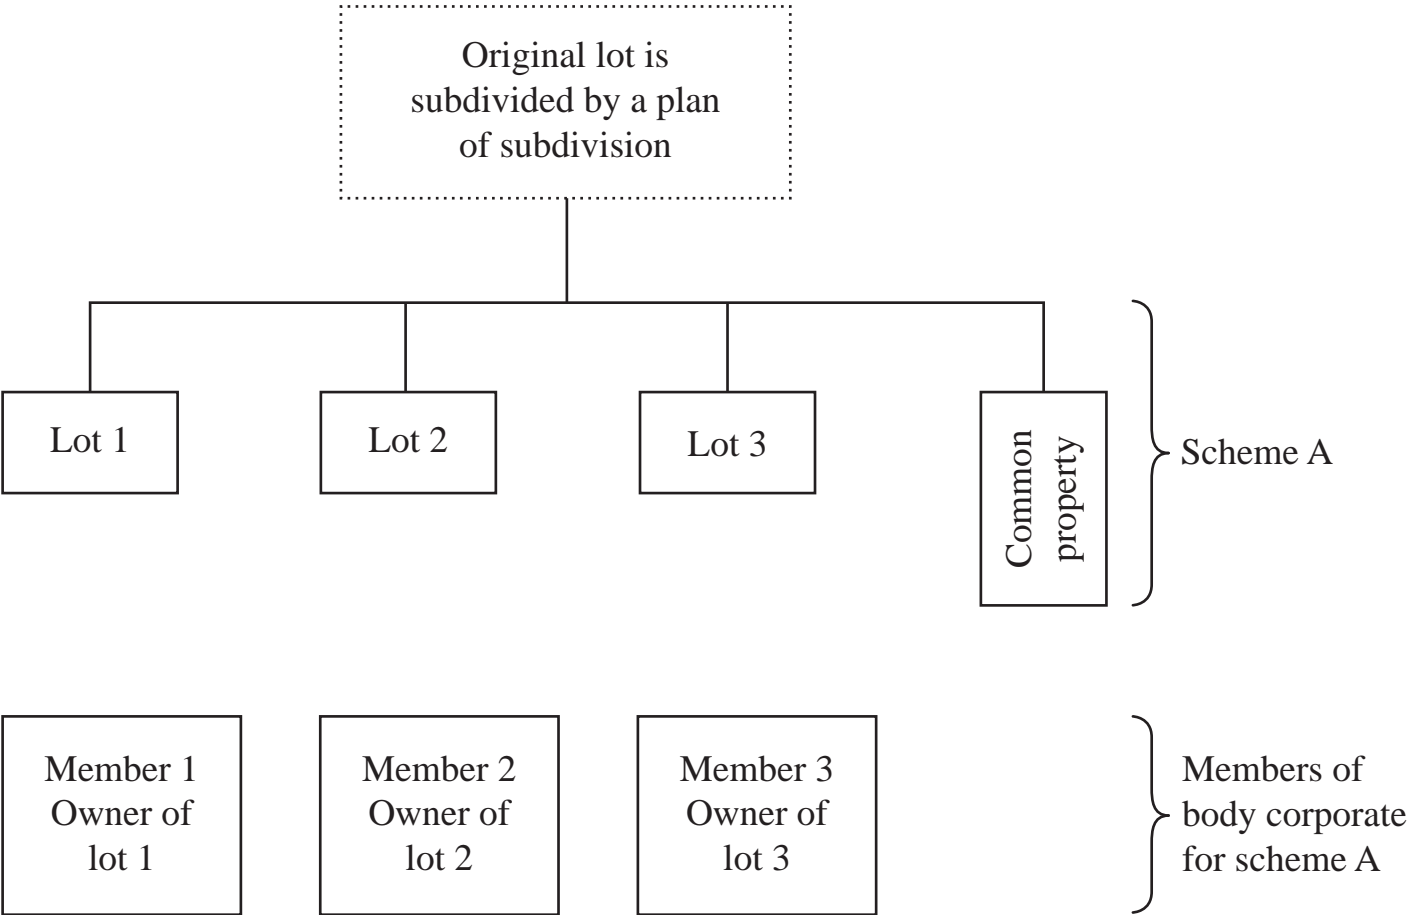 Original lot is
subdivided by a plan
of subdivision
Lot 1
Lot 2
Lot 3
Common
property
Scheme A
Member 1
Owner of
lot 1
Member 2
Owner of
lot 2
Member 3
Owner of
lot 3
Members of
body corporate
for scheme A